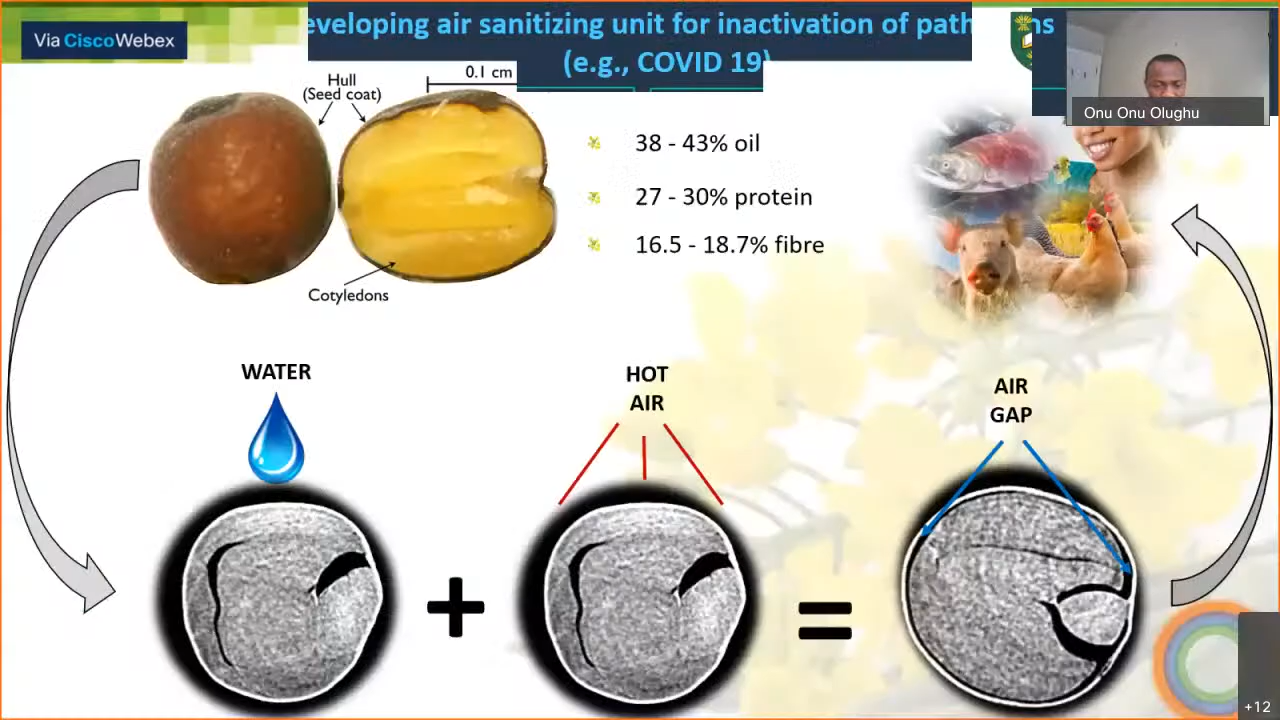 Via CiscoWebex
eveloping air sanitizing unit for inactivation of path ns
(e.g., COVID 19)
Onu Onu Olughu
Hull
(Seed coat)
0.1 cm
Cotyledons
38 - 43% oil
27 - 30% protein
16.5 - 18.7% fibre
WATER
HOT
AIR
AIR
GAP
+12